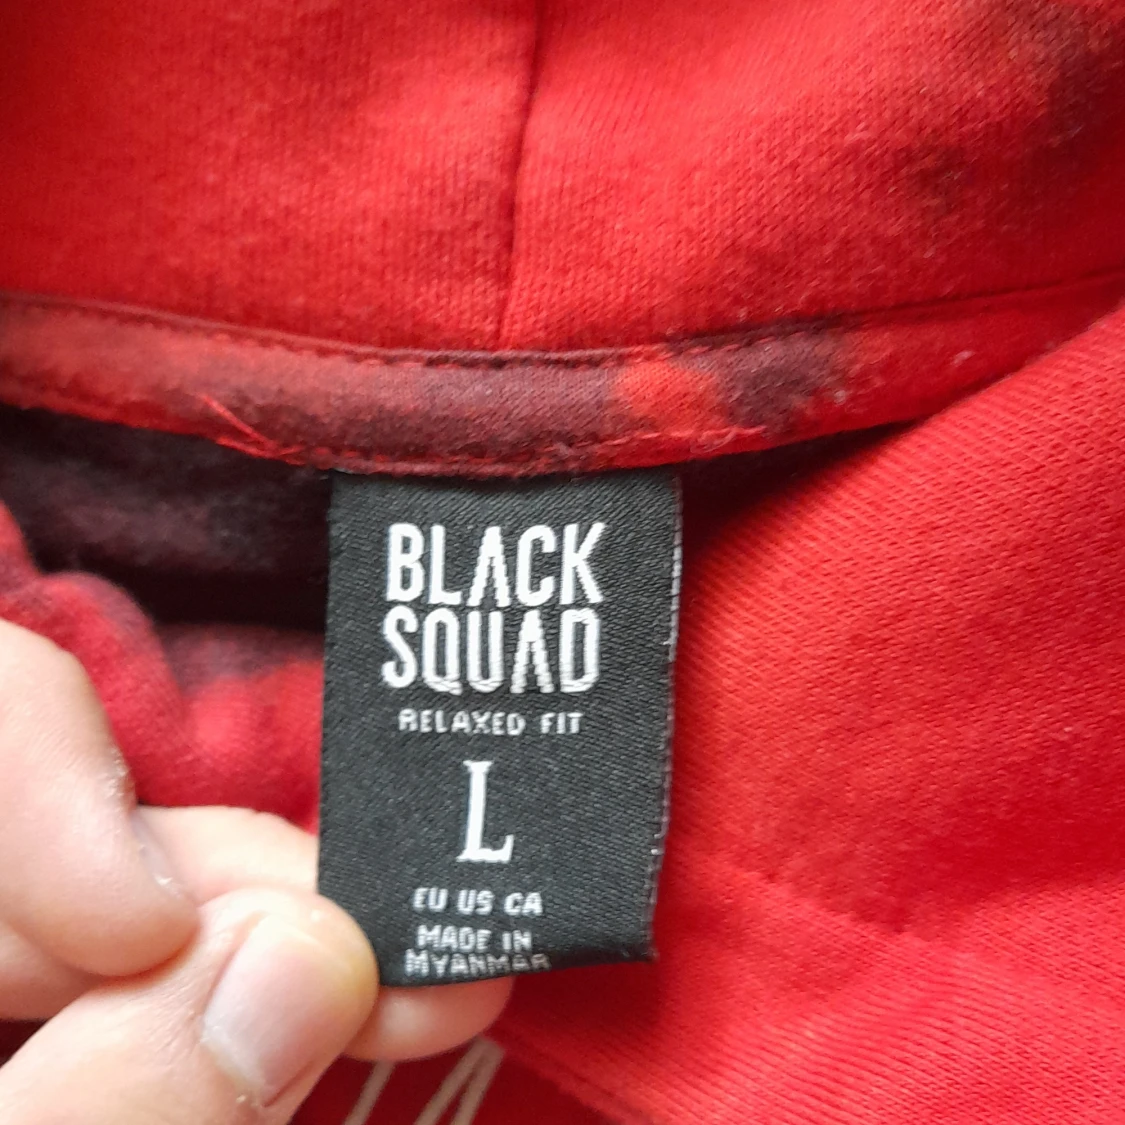 BLACK
SQUAD
RELAXED FIT
L
EU US CA
MADE IN
MYANMAR